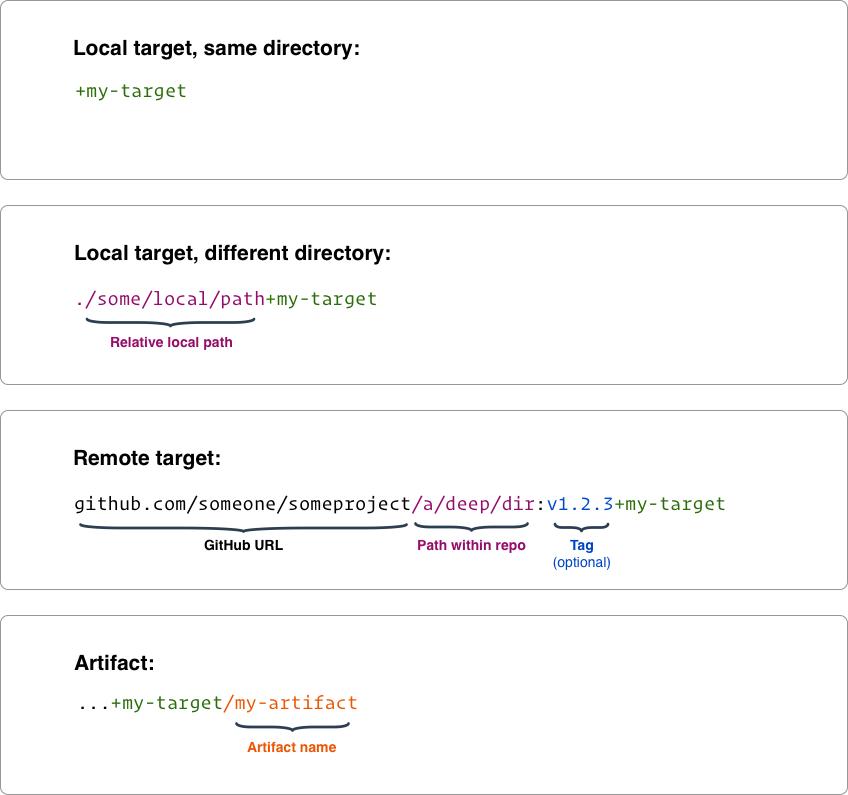 Local target, same directory:
+my-target
Local target, different directory:
./some/local/path+my-target
Relative local path
Remote target:
github.com/someone/someproject/a/deep/dir:v1.2.3+my-target
GitHub URL Path within repo Tag
(optional)
Artifact:
...+my-target/my-artifact
Artifact name